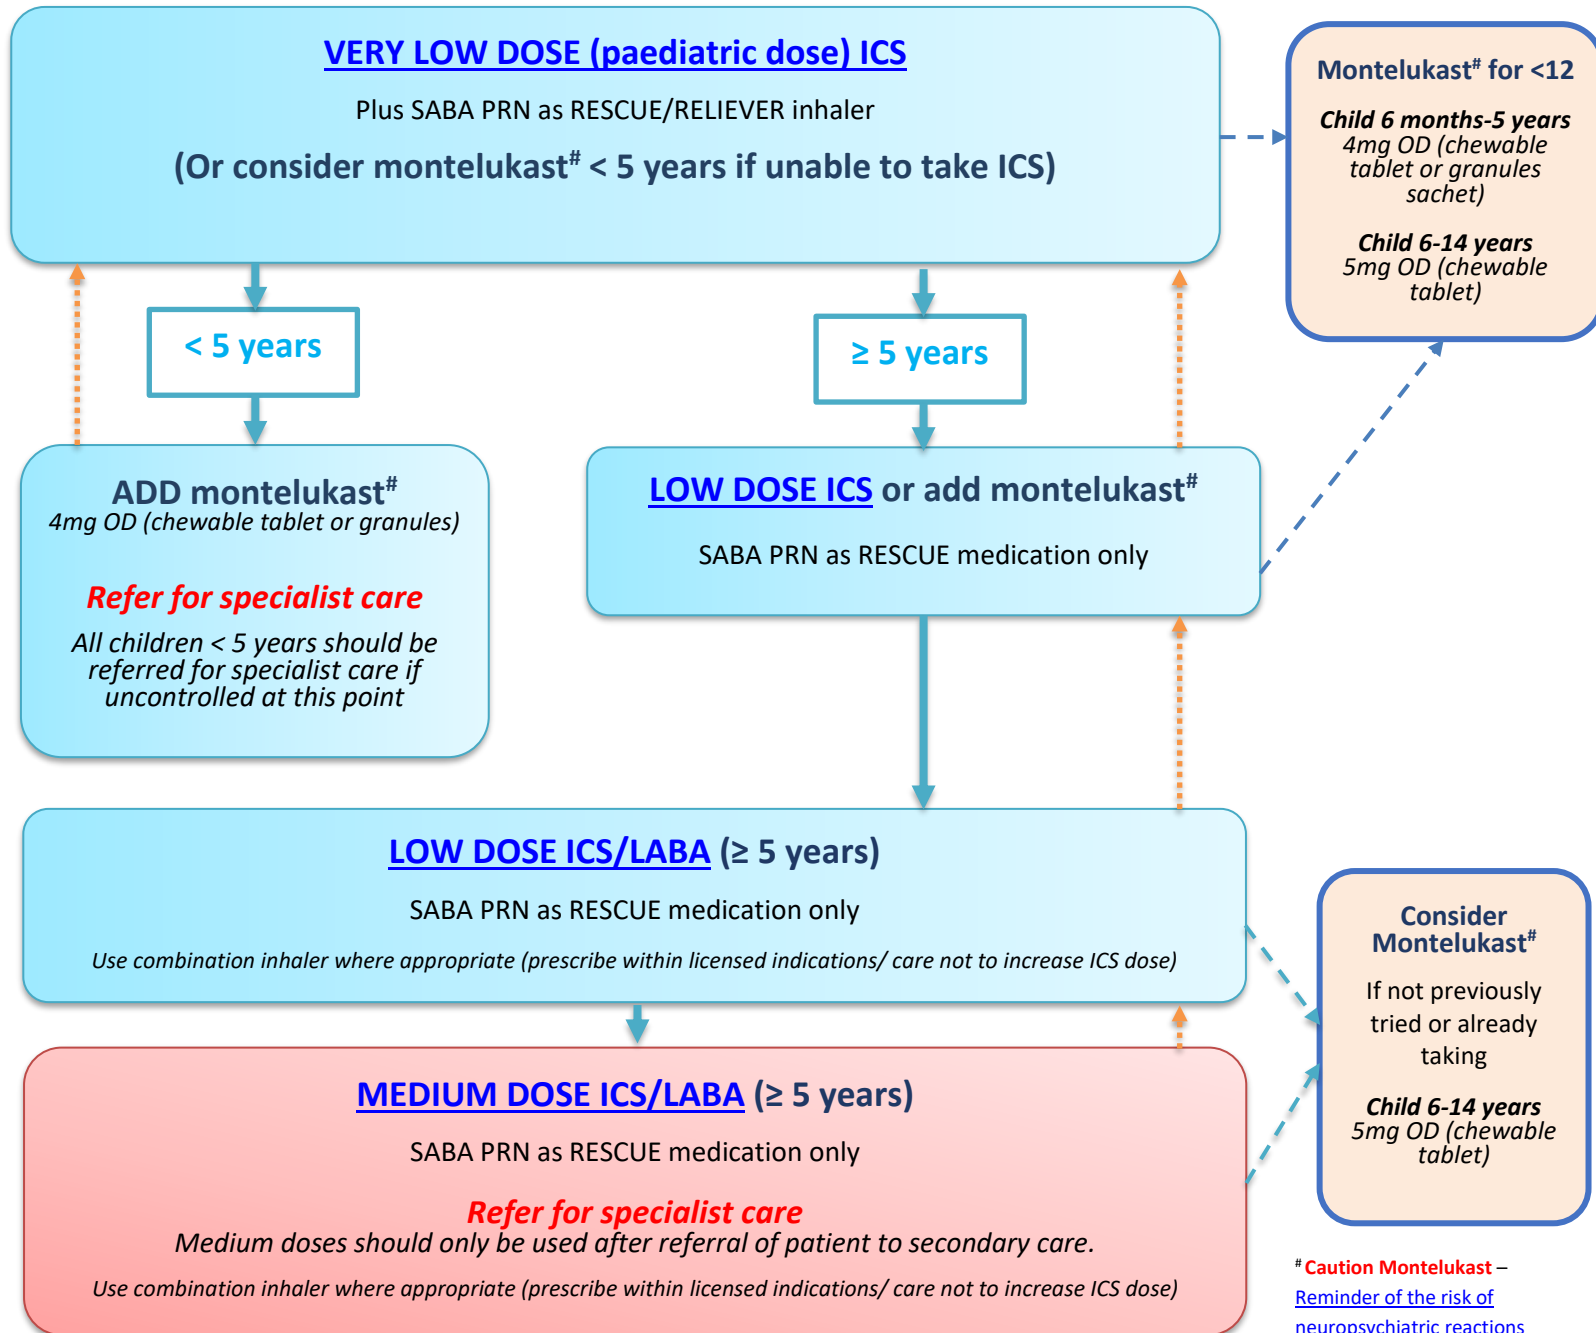 VERY LOW DOSE (paediatric dose) ICS
Plus SABA PRN as RESCUE/RELIEVER inhaler
(Or consider montelukast# < 5 years if unable to take ICS)
Montelukast# for <12
Child 6 months-5 years
4mg OD (chewable
tablet or granules
sachet)
Child 6-14 years
5mg OD (chewable
tablet)
< 5 years
≥ 5 years
ADD montelukast#
4mg OD (chewable tablet or granules)
Refer for specialist care
All children < 5 years should be
referred for specialist care if
uncontrolled at this point
LOW DOSE ICS or add montelukast#
SABA PRN as RESCUE medication only
LOW DOSE ICS/LABA (≥ 5 years)
SABA PRN as RESCUE medication only
Use combination inhaler where appropriate (prescribe within licensed indications/ care not to increase ICS dose)
Consider
Montelukast#
If not previously
tried or already
taking
Child 6-14 years
5mg OD (chewable
tablet)
MEDIUM DOSE ICS/LABA (≥ 5 years)
SABA PRN as RESCUE medication only
Refer for specialist care
Medium doses should only be used after referral of patient to secondary care.
Use combination inhaler where appropriate (prescribe within licensed indications/ care not to increase ICS dose)
# Caution Montelukast –
Reminder of the risk of
neuropsychiatric reactions